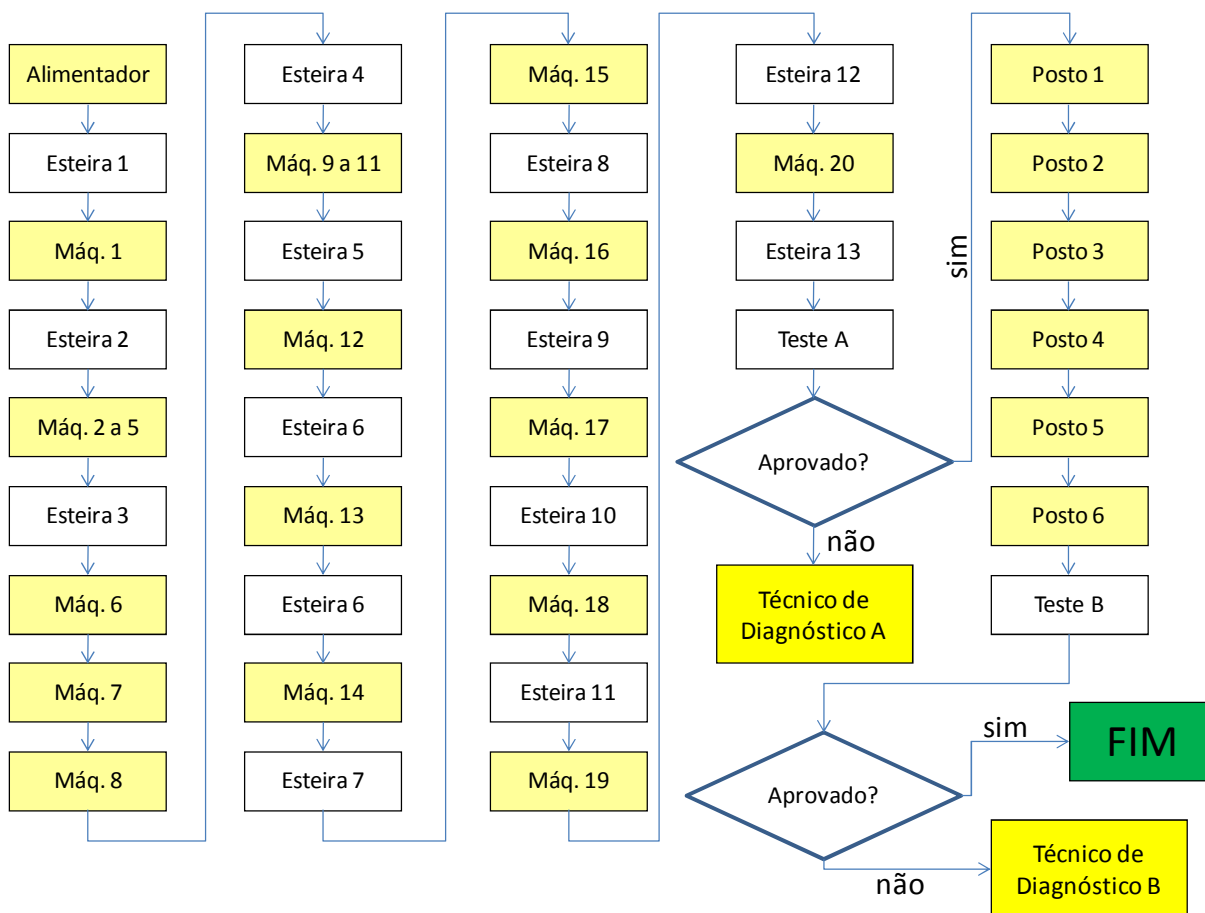 Alimentador
Esteira 1
Máq. 1
Esteira 2
Máq. 2 a 5
Esteira 3
Máq. 6
Máq. 7
Máq. 8
Esteira 4
Máq. 9 a 11
Esteira 5
Máq. 12
Esteira 6
Máq. 13
Esteira 6
Máq. 14
Esteira 7
Máq. 15
Esteira 8
Máq. 16
Esteira 9
Máq. 17
Esteira 10
Máq. 18
Esteira 11
Máq. 19
Esteira 12
Máq. 20
Esteira 13
Teste A
Aprovado?
não
Técnico de
Diagnóstico A
sim
Posto 1
Posto 2
Posto 3
Posto 4
Posto 5
Posto 6
Teste B
Aprovado?
sim
FIM
não
Técnico de
Diagnóstico B